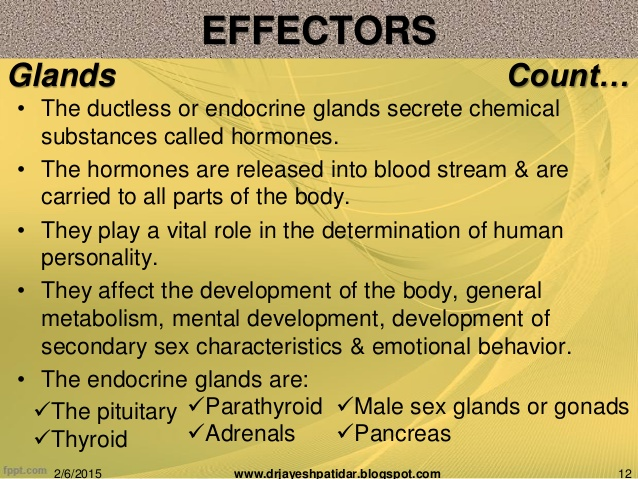 EFFECTORS
Glands Count…
• The ductless or endocrine glands secrete chemical
substances called hormones.
• The hormones are released into blood stream & are
carried to all parts of the body.
• They play a vital role in the determination of human
personality.
• They affect the development of the body, general
metabolism, mental development, development of
secondary sex characteristics & emotional behavior.
• The endocrine glands are:
✓The pituitary ✓Parathyroid ✓Male sex glands or gonads
✓Thyroid ✓Adrenals ✓Pancreas
fppt.com 2/6/2015 www.drjayeshpatidar.blogspot.com 12